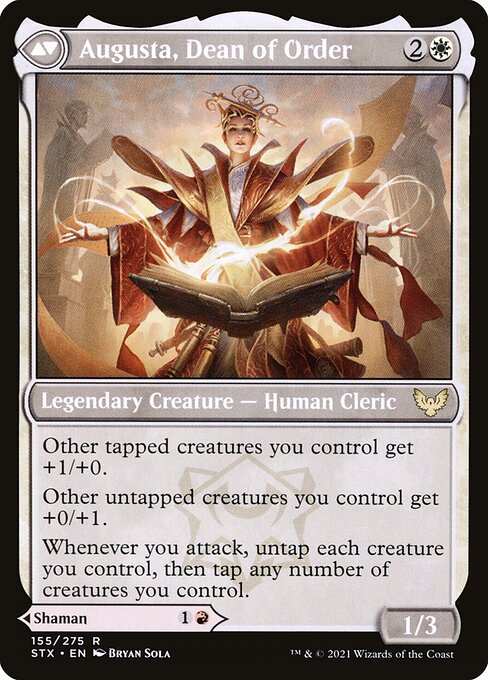 Augusta, Dean of Order 2
Legendary Creature — Human Cleric
Other tapped creatures you control get
+1/+0.
Other untapped creatures you control get
+0/+1.
Whenever you attack, untap each creature
you control, then tap any number of
creatures you control.
Shaman 1
1/3
155/275 R
STX • EN Bryan Sola
™ & © 2021 Wizards of the Coast